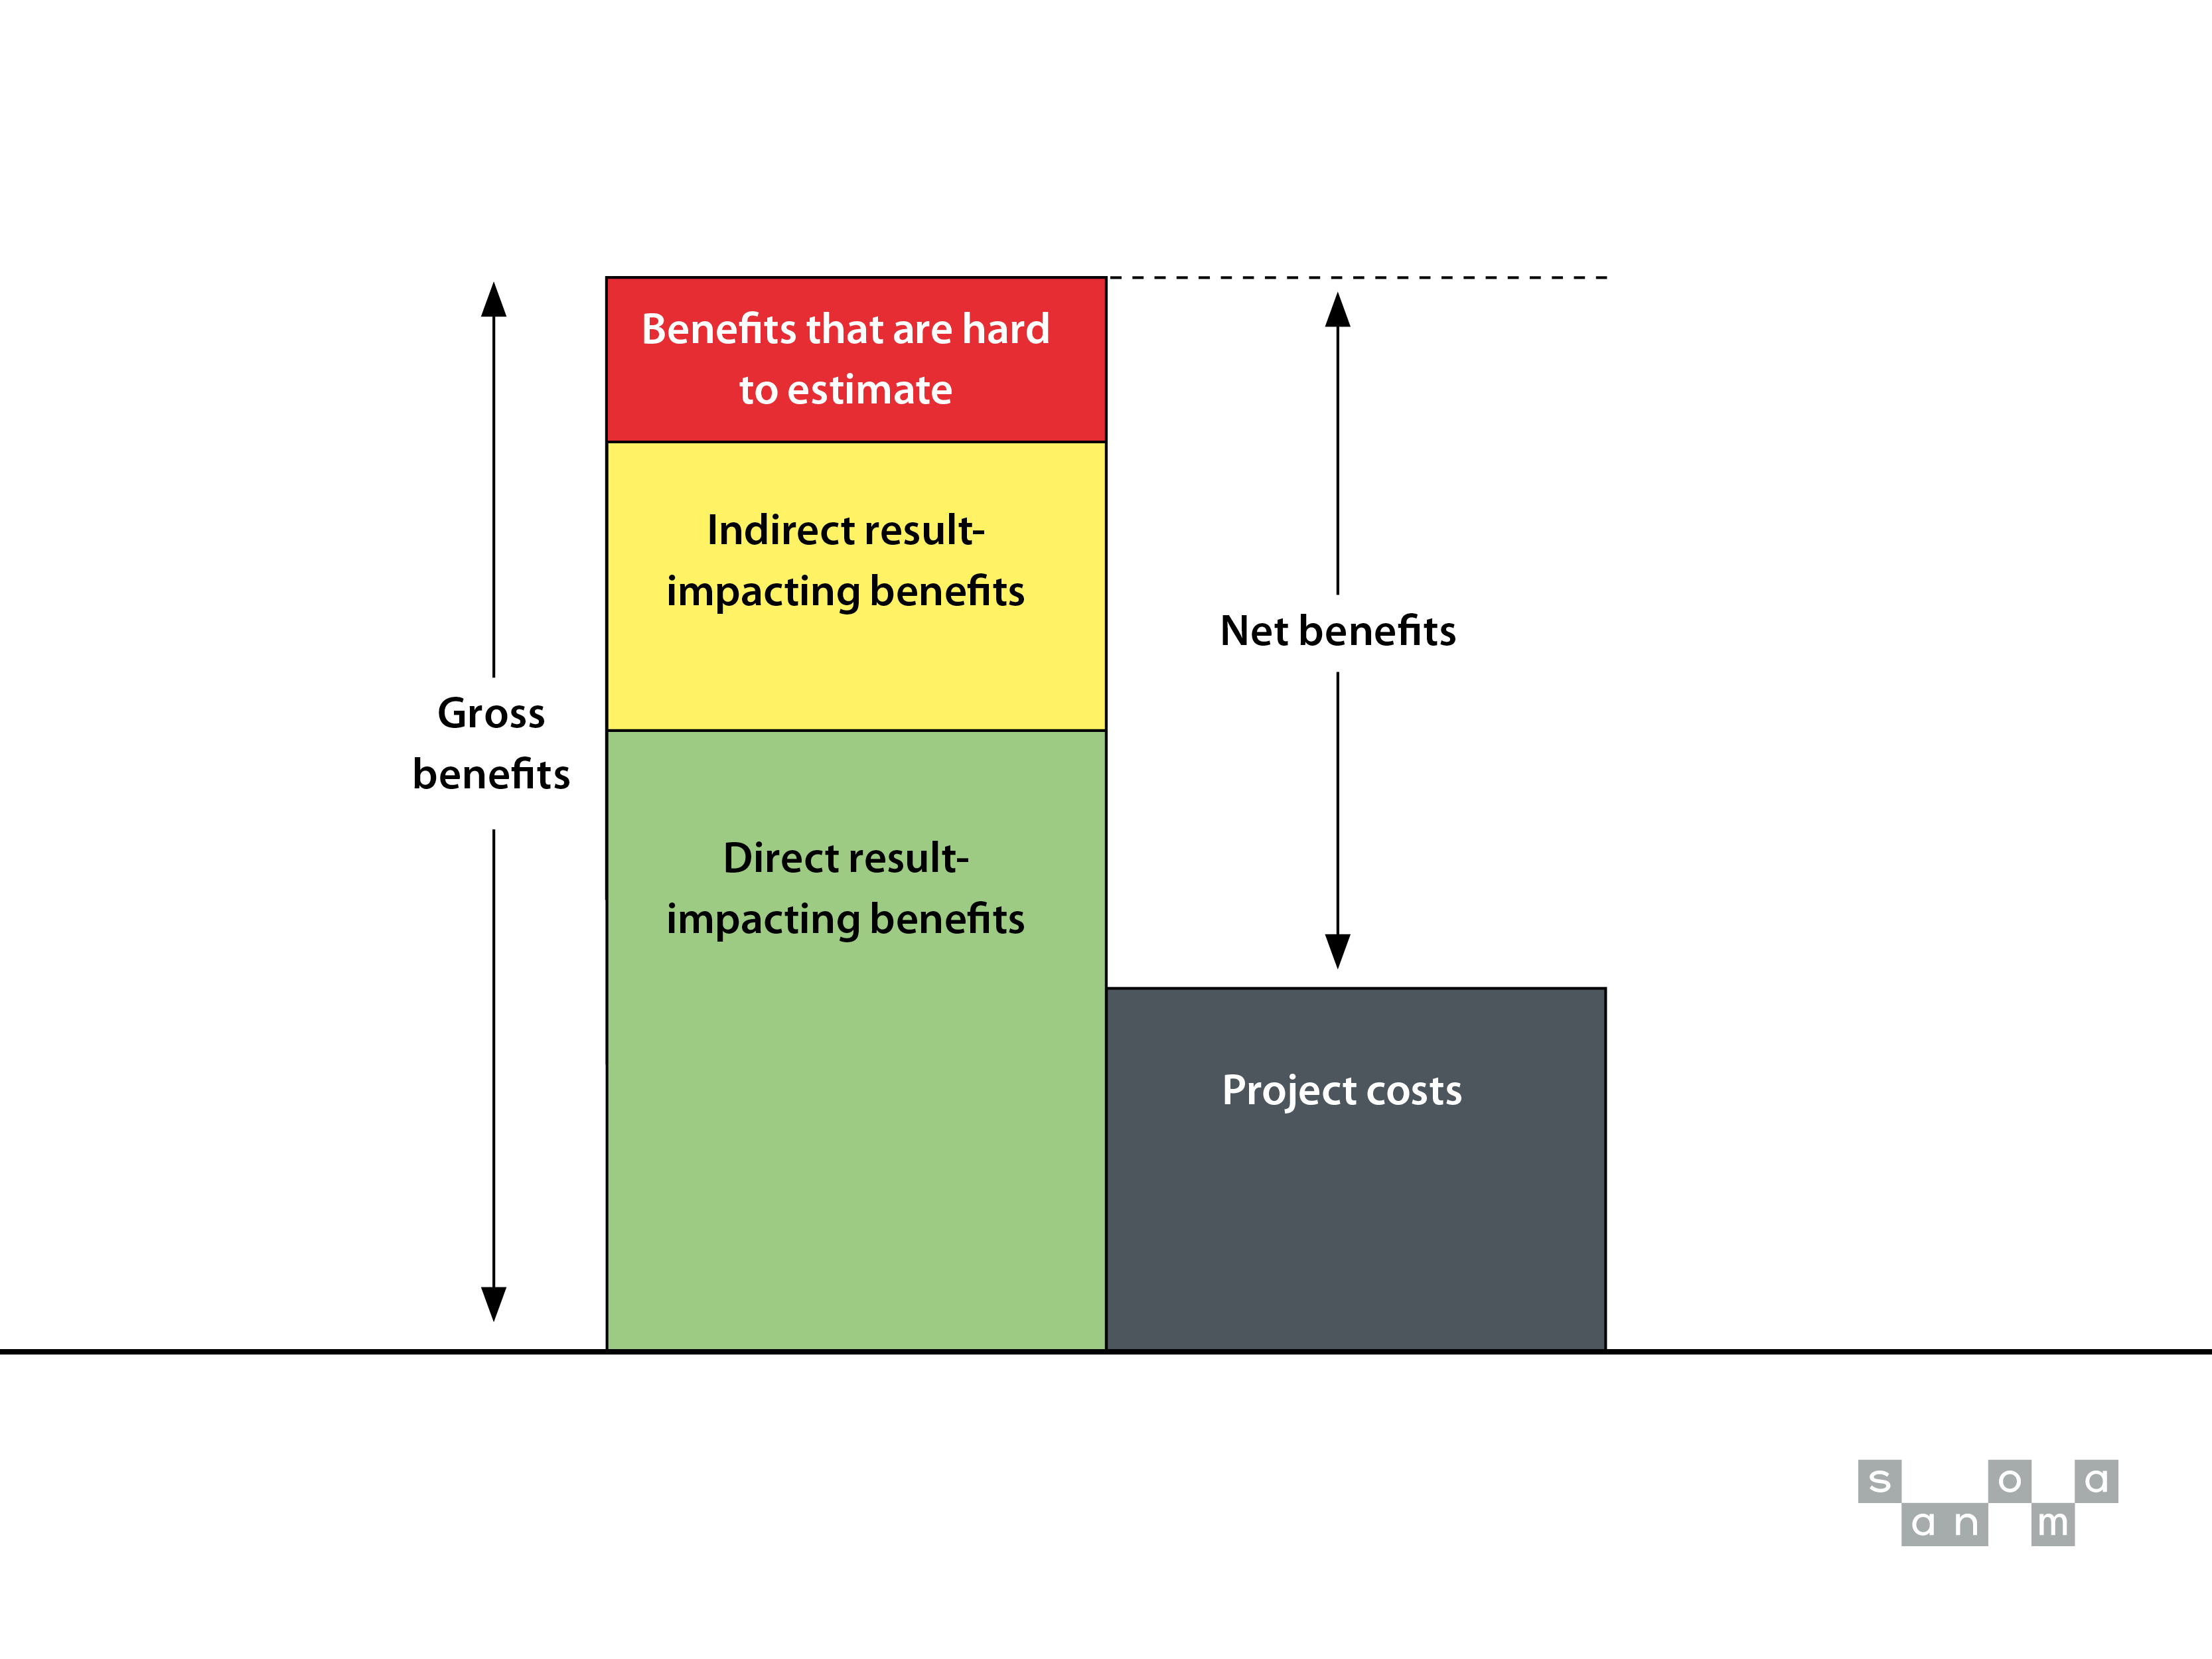 Benefits that are hard
to estimate
Indirect result-
impacting benefits
Net benefits
Gross
benefits
Direct result-
impacting benefits
Project costs
sanoma